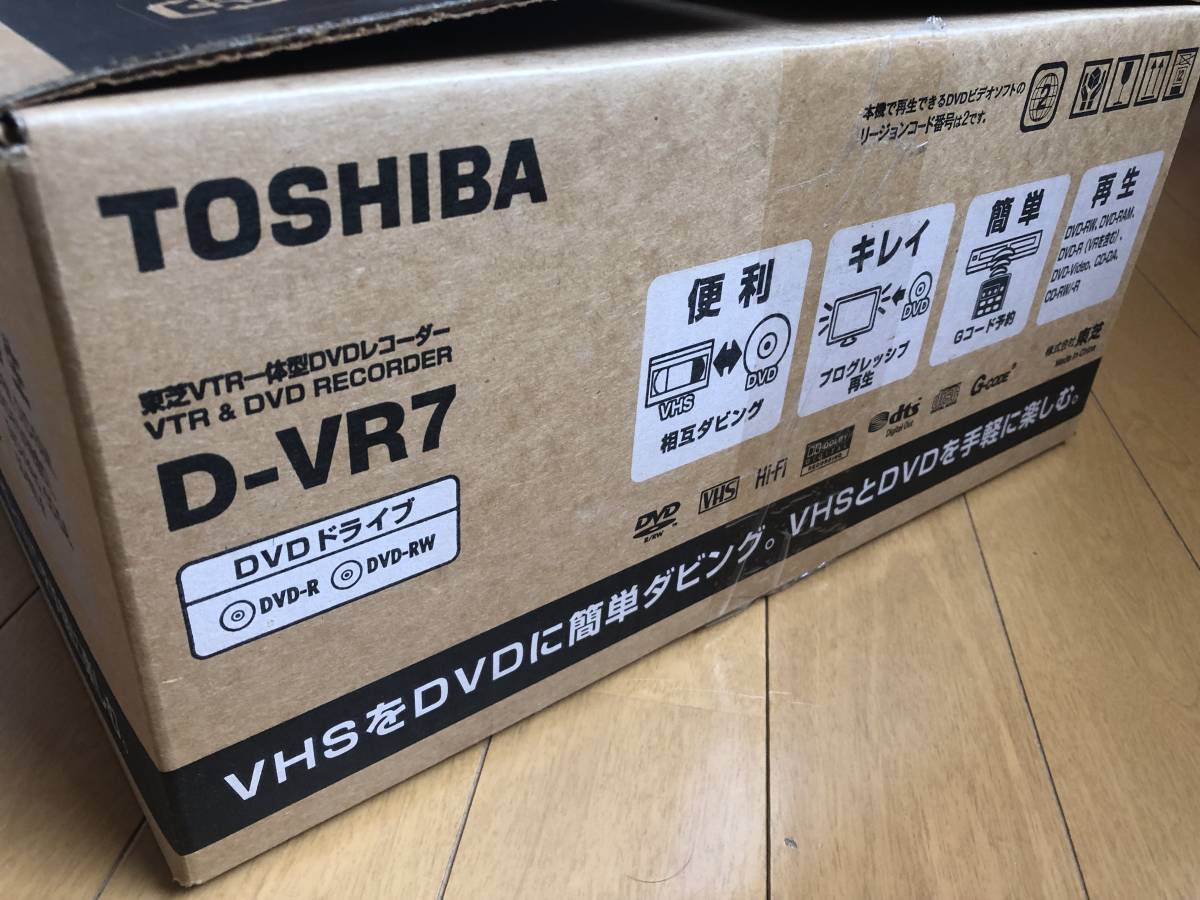 TOSHIBA
東芝VTR一体型DVDレコーダー
VTR & DVD RECORDER
D-VR7
DVDドライブ
DVD-R DVD-RW
本機で再生できるDVDビデオソフトの
リージョンコード番号は2です。
2
便利
VHS
DVD
相互ダビング
キレイ
DVD
プログレッシブ
再生
簡単
Gコード予約
再生
DVD-RW, DVD-RAM,
DVD-R (VRを含む),
DVD-Video, CD-DA,
CD-RW/-R
株式会社 東芝
Made in China
DVD
R/RW
VHS
Hi-Fi
dts
Digital Out
G-CODE
VHSをDVDに簡単ダビング。VHSとDVDを手軽に楽しむ。